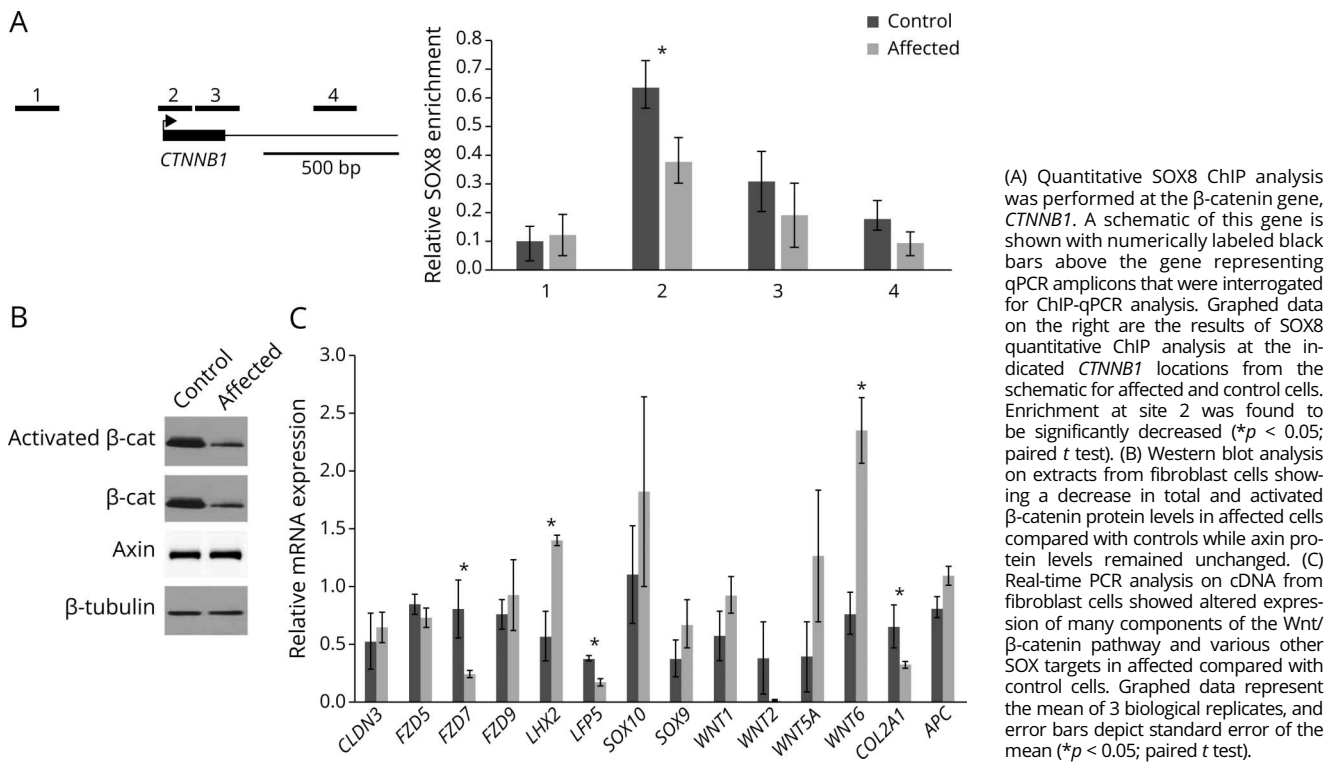 A
1
2
3
4
CTNNB1
500 bp
Relative SOX8 enrichment
0.8
0.7
0.6
0.5
0.4
0.3
0.2
0.1
0.0
*
1
2
3
4
Control
Affected
B
Control
Affected
Activated β-cat
β-cat
Axin
β-tubulin
C
Relative mRNA expression
3.0
2.5
2.0
1.5
1.0
0.5
0.0
*
*
*
*
*
CLDN3
FZD5
FZD7
FZD9
LHX2
LFP5
SOX10
SOX9
WNT1
WNT2
WNT5A
WNT6
COL2A1
APC
(A) Quantitative SOX8 ChIP analysis
was performed at the β-catenin gene,
CTNNB1. A schematic of this gene is
shown with numerically labeled black
bars above the gene representing
qPCR amplicons that were interrogated
for ChIP-qPCR analysis. Graphed data
on the right are the results of SOX8
quantitative ChIP analysis at the in-
dicated CTNNB1 locations from the
schematic for affected and control cells.
Enrichment at site 2 was found to
be significantly decreased (*p < 0.05;
paired t test). (B) Western blot analysis
on extracts from fibroblast cells show-
ing a decrease in total and activated
β-catenin protein levels in affected cells
compared with controls while axin pro-
tein levels remained unchanged. (C)
Real-time PCR analysis on cDNA from
fibroblast cells showed altered expres-
sion of many components of the Wnt/
β-catenin pathway and various other
SOX targets in affected compared with
control cells. Graphed data represent
the mean of 3 biological replicates, and
error bars depict standard error of the
mean (*p < 0.05; paired t test).